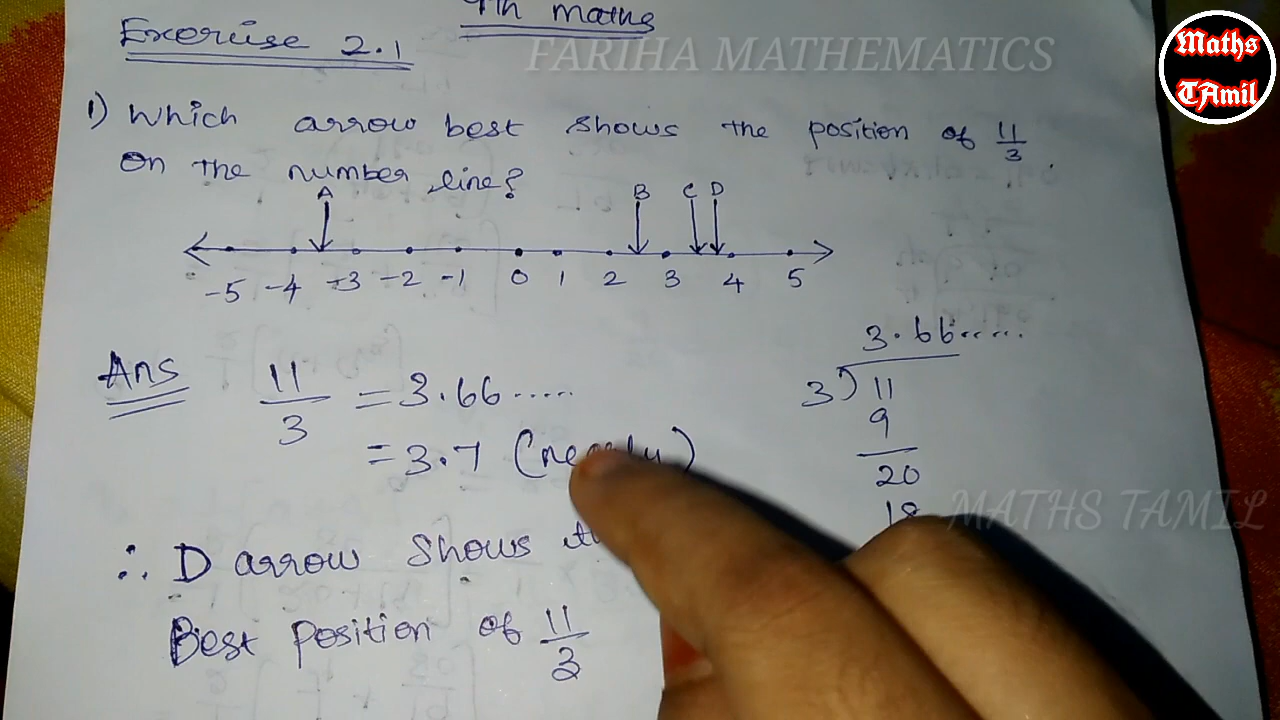 maths
Exercise 2.1
FARIHA MATHEMATICS
Maths
TAmil
1) Which arrow best shows the position of 11/3
on the number line?
A B C D
-5 -4 -3 -2 -1 0 1 2 3 4 5
Ans 11/3 = 3.66.....
= 3.7 (nearly)
3.66.....
3) 11
9
20
18
MATHS TAMIL
∴ D arrow shows
Best position of 11/3